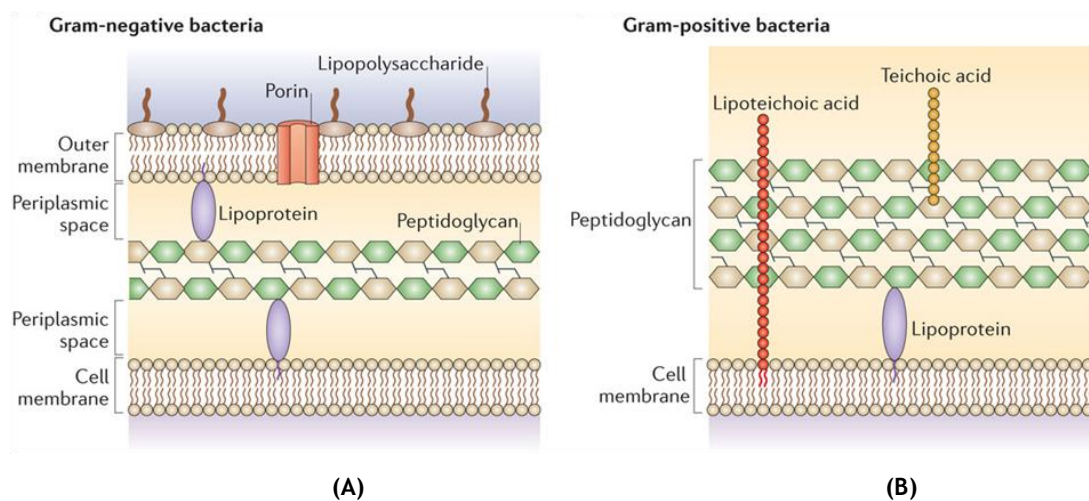 Gram-negative bacteria
Lipopolysaccharide
Porin
Outer
membrane
Periplasmic
space
Lipoprotein
Peptidoglycan
Periplasmic
space
Cell
membrane
(A)
Gram-positive bacteria
Teichoic acid
Lipoteichoic acid
Peptidoglycan
Lipoprotein
Cell
membrane
(B)